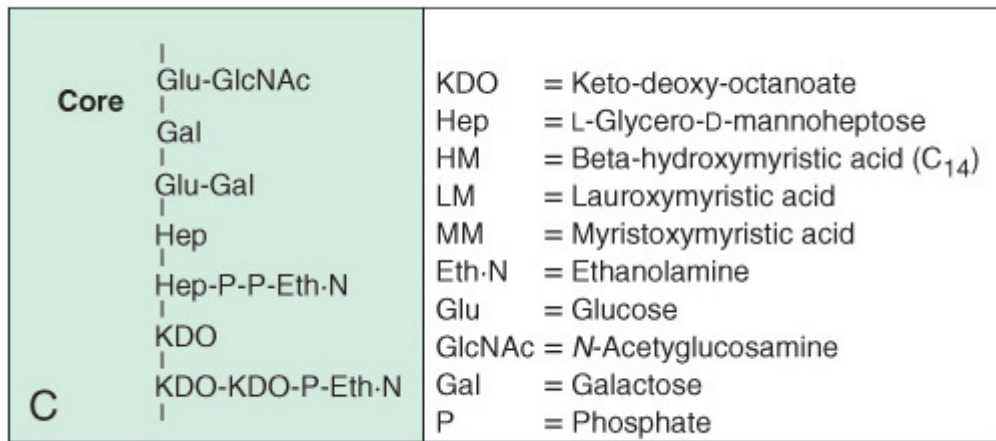 Core
Glu-GlcNAc
Gal
Glu-Gal
Hep
Hep-P-P-Eth·N
KDO
KDO-KDO-P-Eth·N
C
KDO = Keto-deoxy-octanoate
Hep = L-Glycero-D-mannoheptose
HM = Beta-hydroxymyristic acid (C14)
LM = Lauroxymyristic acid
MM = Myristoxymyristic acid
Eth·N = Ethanolamine
Glu = Glucose
GlcNAc = N-Acetyglucosamine
Gal = Galactose
P = Phosphate